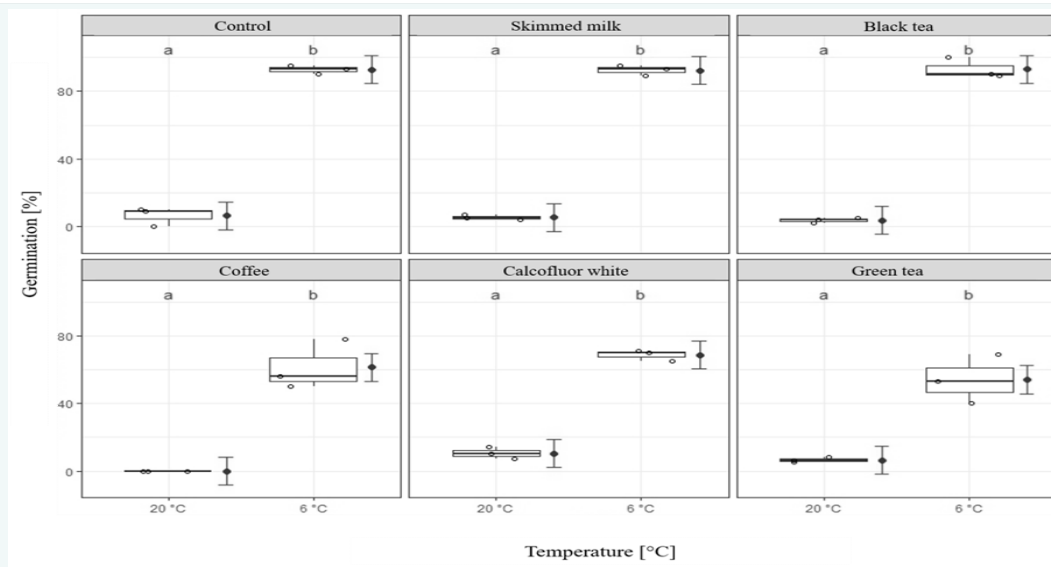 Control Skimmed milk Black tea
a b a b a b
80
40
0
Germination [%]
Coffee Calcofluor white Green tea
a b a b a b
80
40
0
20 °C 6 °C 20 °C 6 °C 20 °C 6 °C
Temperature [°C]